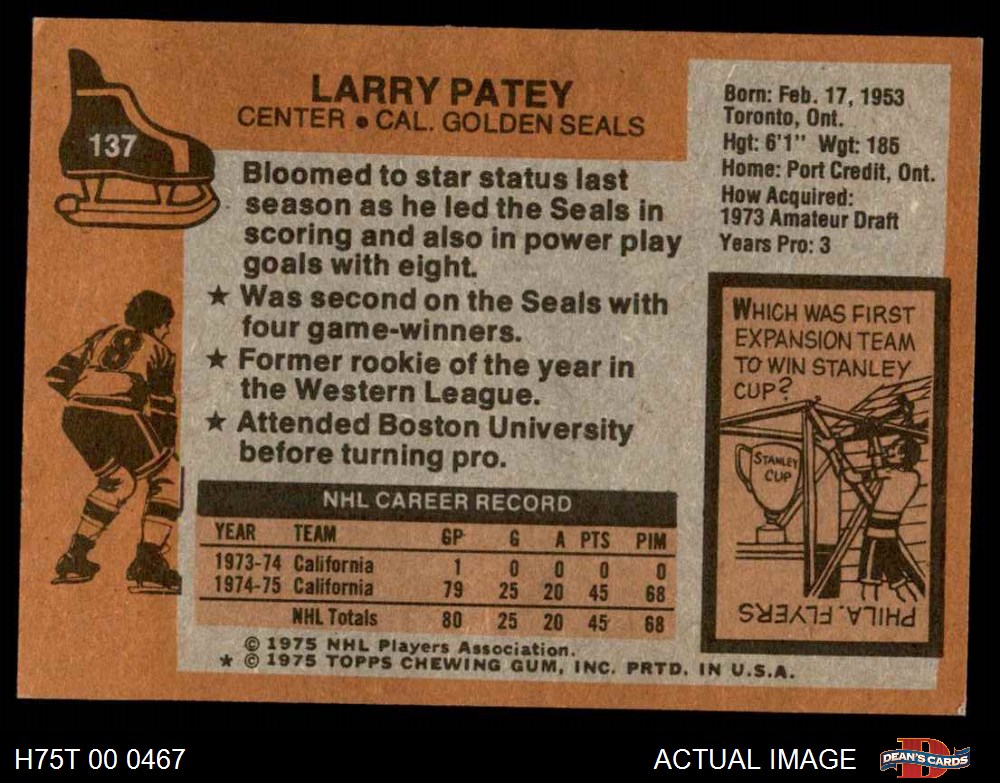 137
LARRY PATEY
CENTER • CAL. GOLDEN SEALS
Bloomed to star status last
season as he led the Seals in
scoring and also in power play
goals with eight.
★ Was second on the Seals with
four game-winners.
★ Former rookie of the year in
the Western League.
★ Attended Boston University
before turning pro.
8
NHL CAREER RECORD
YEAR TEAM GP G A PTS PIM
1973-74 California 1 0 0 0 0
1974-75 California 79 25 20 45 68
NHL Totals 80 25 20 45 68
© 1975 NHL Players Association.
★ © 1975 TOPPS CHEWING GUM, INC. PRTD. IN U.S.A.
Born: Feb. 17, 1953
Toronto, Ont.
Hgt: 6'1" Wgt: 185
Home: Port Credit, Ont.
How Acquired:
1973 Amateur Draft
Years Pro: 3
WHICH WAS FIRST
EXPANSION TEAM
TO WIN STANLEY
CUP?
STANLEY
CUP
PHILA. FLYERS
H75T 00 0467
ACTUAL IMAGE
D
DEAN'S CARDS